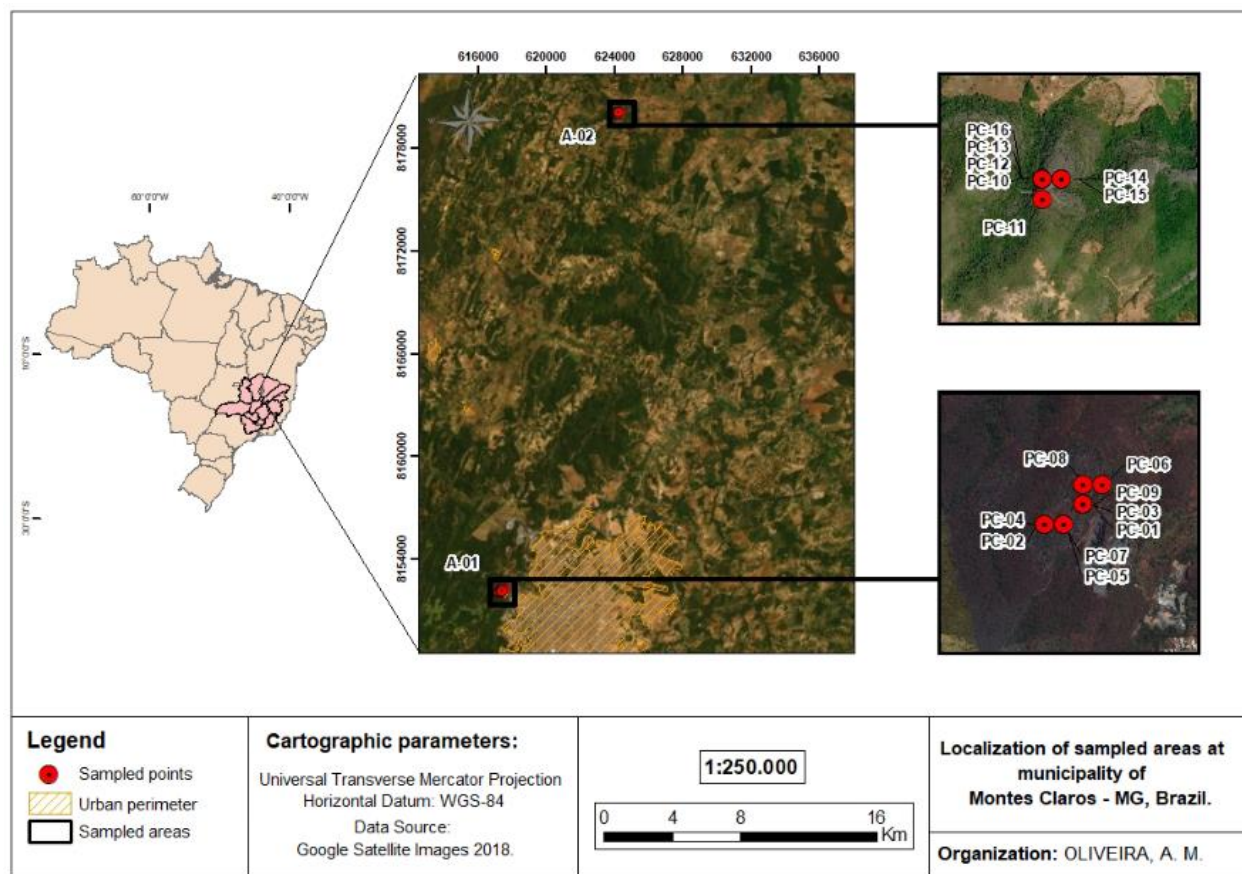 616000 620000 624000 628000 632000 636000
A-02
8178000
8172000
8166000
8160000
8154000
A-01
60°0'0"W
40°0'0"W
10°0'0"S
30°0'0"S
PC-16
PC-13
PC-12
PC-10
PC-14
PC-15
PC-11
PC-08
PC-06
PC-09
PC-03
PC-01
PC-04
PC-02
PC-07
PC-05
Legend
Sampled points
Urban perimeter
Sampled areas
Cartographic parameters:
Universal Transverse Mercator Projection
Horizontal Datum: WGS-84
Data Source:
Google Satellite Images 2018.
1:250.000
0 4 8 16
Km
Localization of sampled areas at
municipality of
Montes Claros - MG, Brazil.
Organization: OLIVEIRA, A. M.